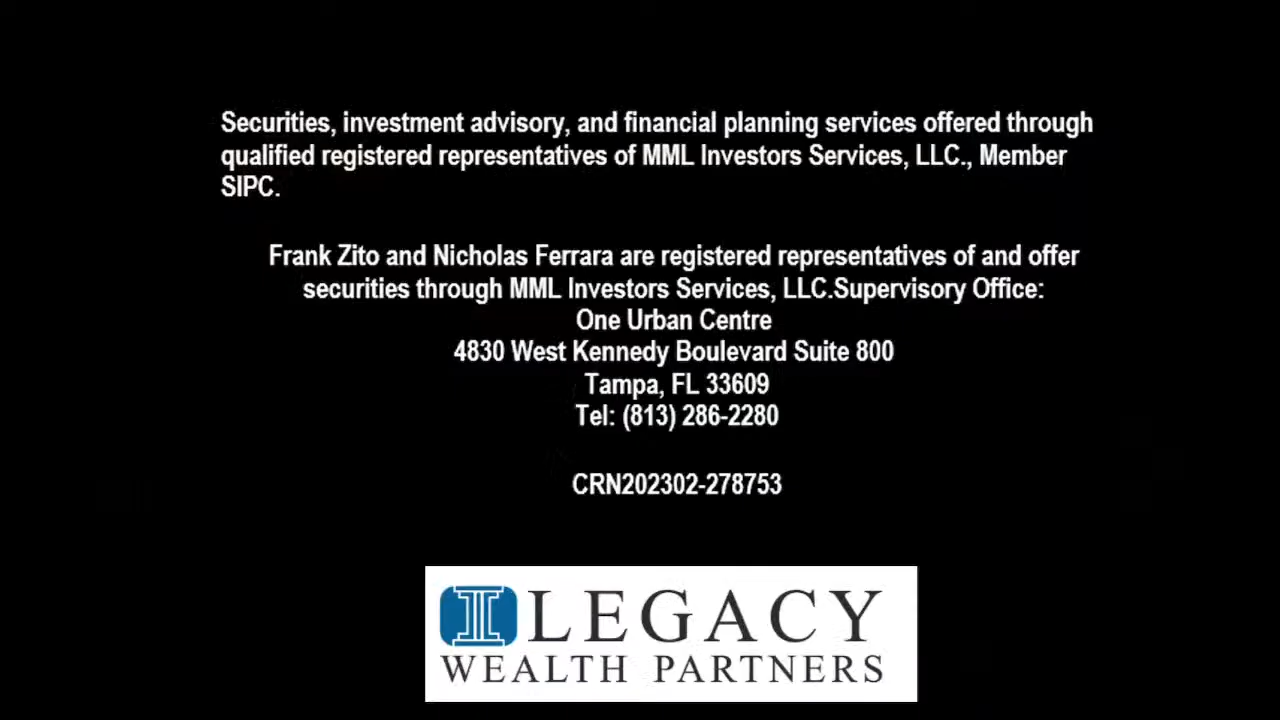 Securities, investment advisory, and financial planning services offered through
qualified registered representatives of MML Investors Services, LLC., Member
SIPC.
Frank Zito and Nicholas Ferrara are registered representatives of and offer
securities through MML Investors Services, LLC.Supervisory Office:
One Urban Centre
4830 West Kennedy Boulevard Suite 800
Tampa, FL 33609
Tel: (813) 286-2280
CRN202302-278753
LEGACY
WEALTH PARTNERS